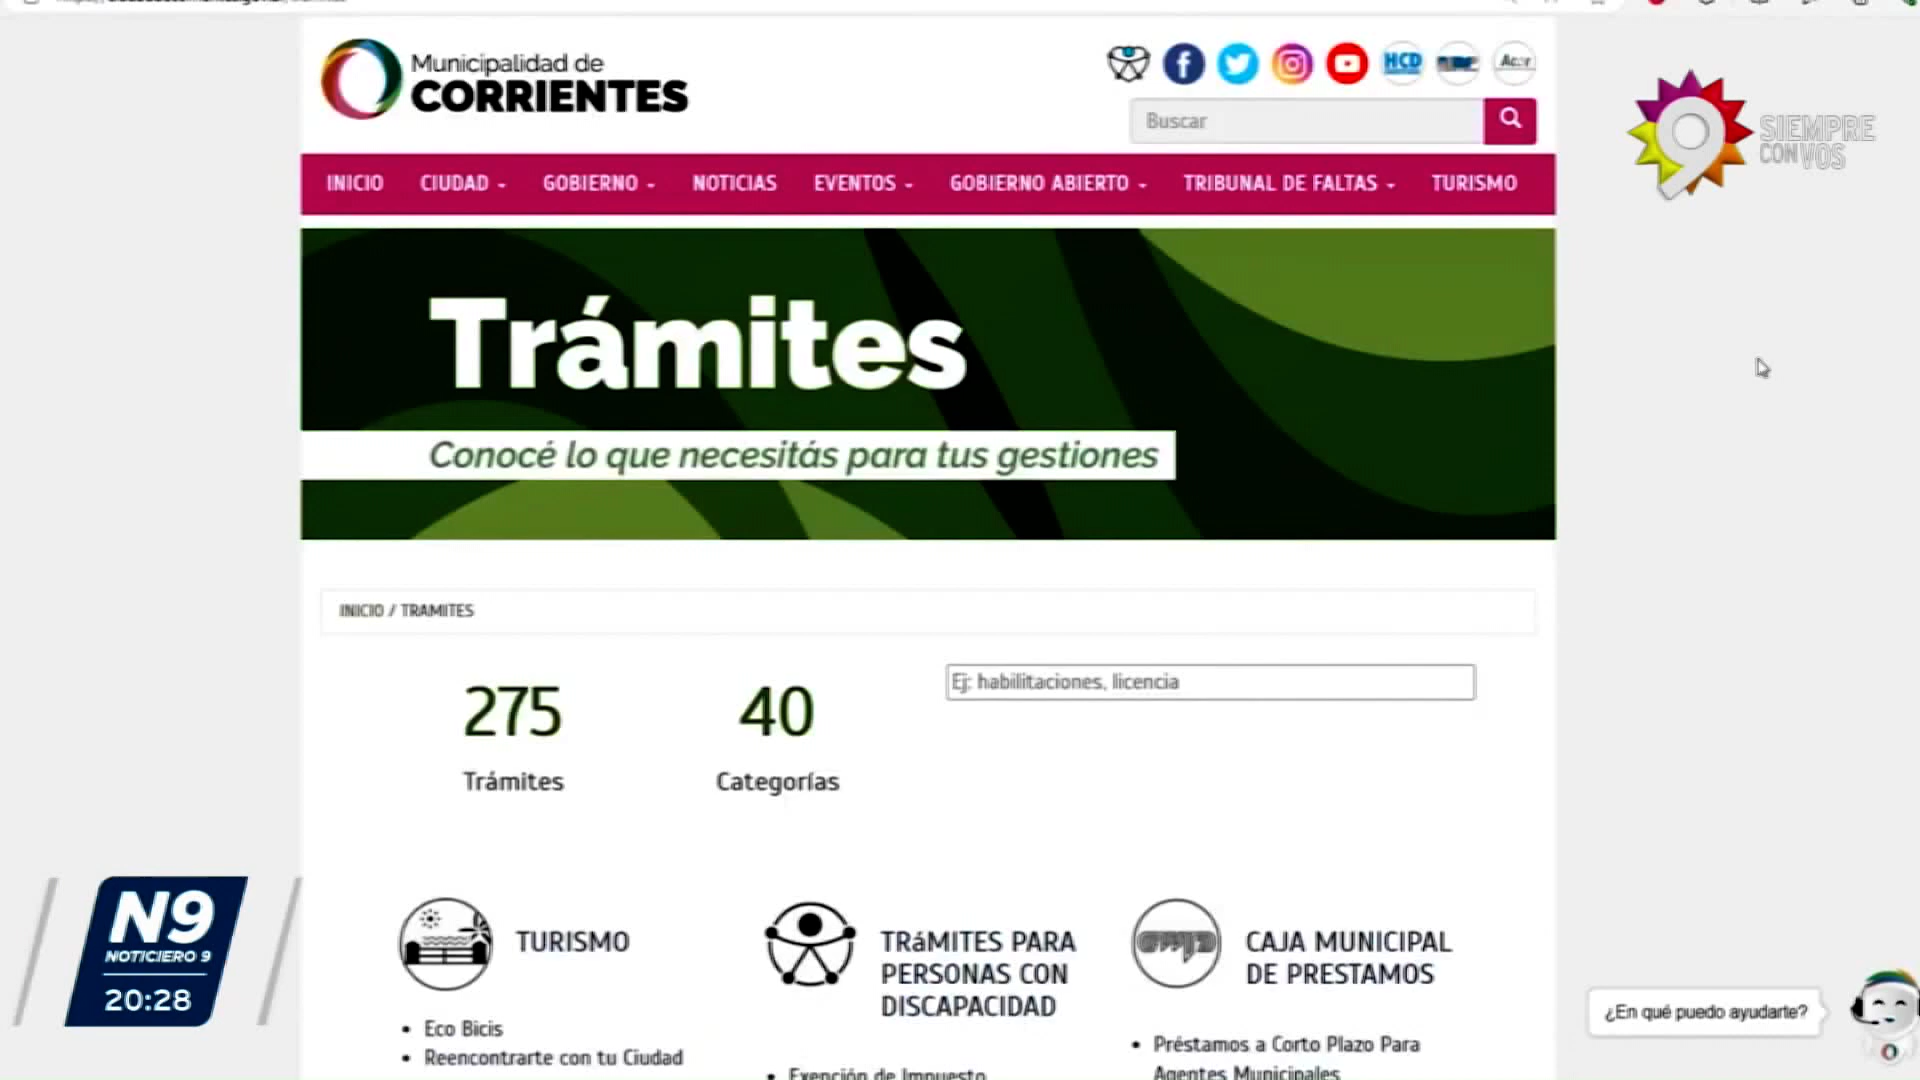 Municipalidad de
CORRIENTES
HCD
Acor
Buscar
9
SIEMPRE
CON VOS
INICIO CIUDAD GOBIERNO NOTICIAS EVENTOS GOBIERNO ABIERTO TRIBUNAL DE FALTAS TURISMO
Trámites
Conocé lo que necesitás para tus gestiones
INICIO / TRAMITES
275
Trámites
40
Categorías
Ej: habilitaciones, licencia
TURISMO
• Eco Bicis
• Reencontrarte con tu Ciudad
TRáMITES PARA
PERSONAS CON
DISCAPACIDAD
• Exención de Impuesto
CAJA MUNICIPAL
DE PRESTAMOS
• Préstamos a Corto Plazo Para
Agentes Municipales
N9
NOTICIERO 9
20:28
¿En qué puedo ayudarte?